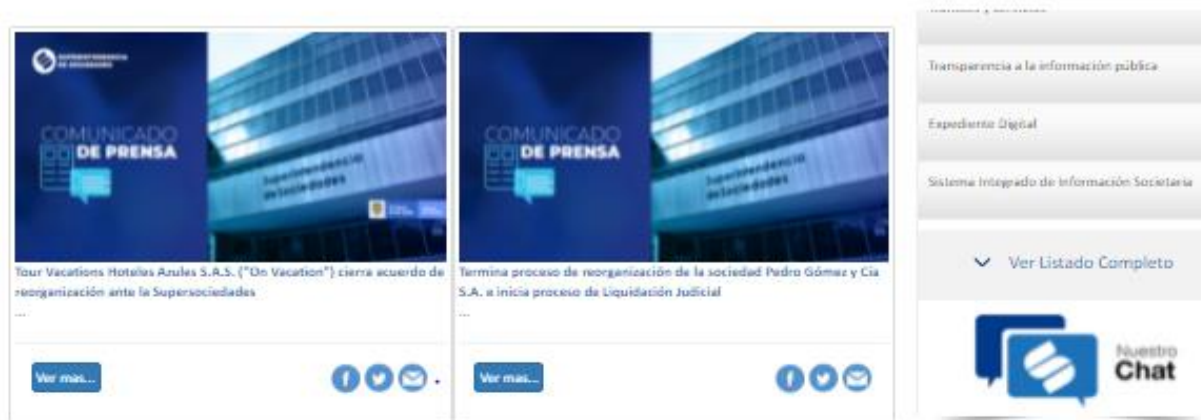 SUPERINTENDENCIA
DE SOCIEDADES
COMUNICADO
DE PRENSA
Superintendencia
de Sociedades
Tour Vacations Hoteles Azules S.A.S. ("On Vacation") cierra acuerdo de
reorganización ante la Supersociedades
...
Ver mas...
COMUNICADO
DE PRENSA
Superintendencia
de Sociedades
Termina proceso de reorganización de la sociedad Pedro Gómez y Cia
S.A. e inicia proceso de Liquidación Judicial
...
Ver mas...
Transparencia a la información pública
Expediente Digital
Sistema Integrado de Información Societaria
Ver Listado Completo
Nuestro
Chat